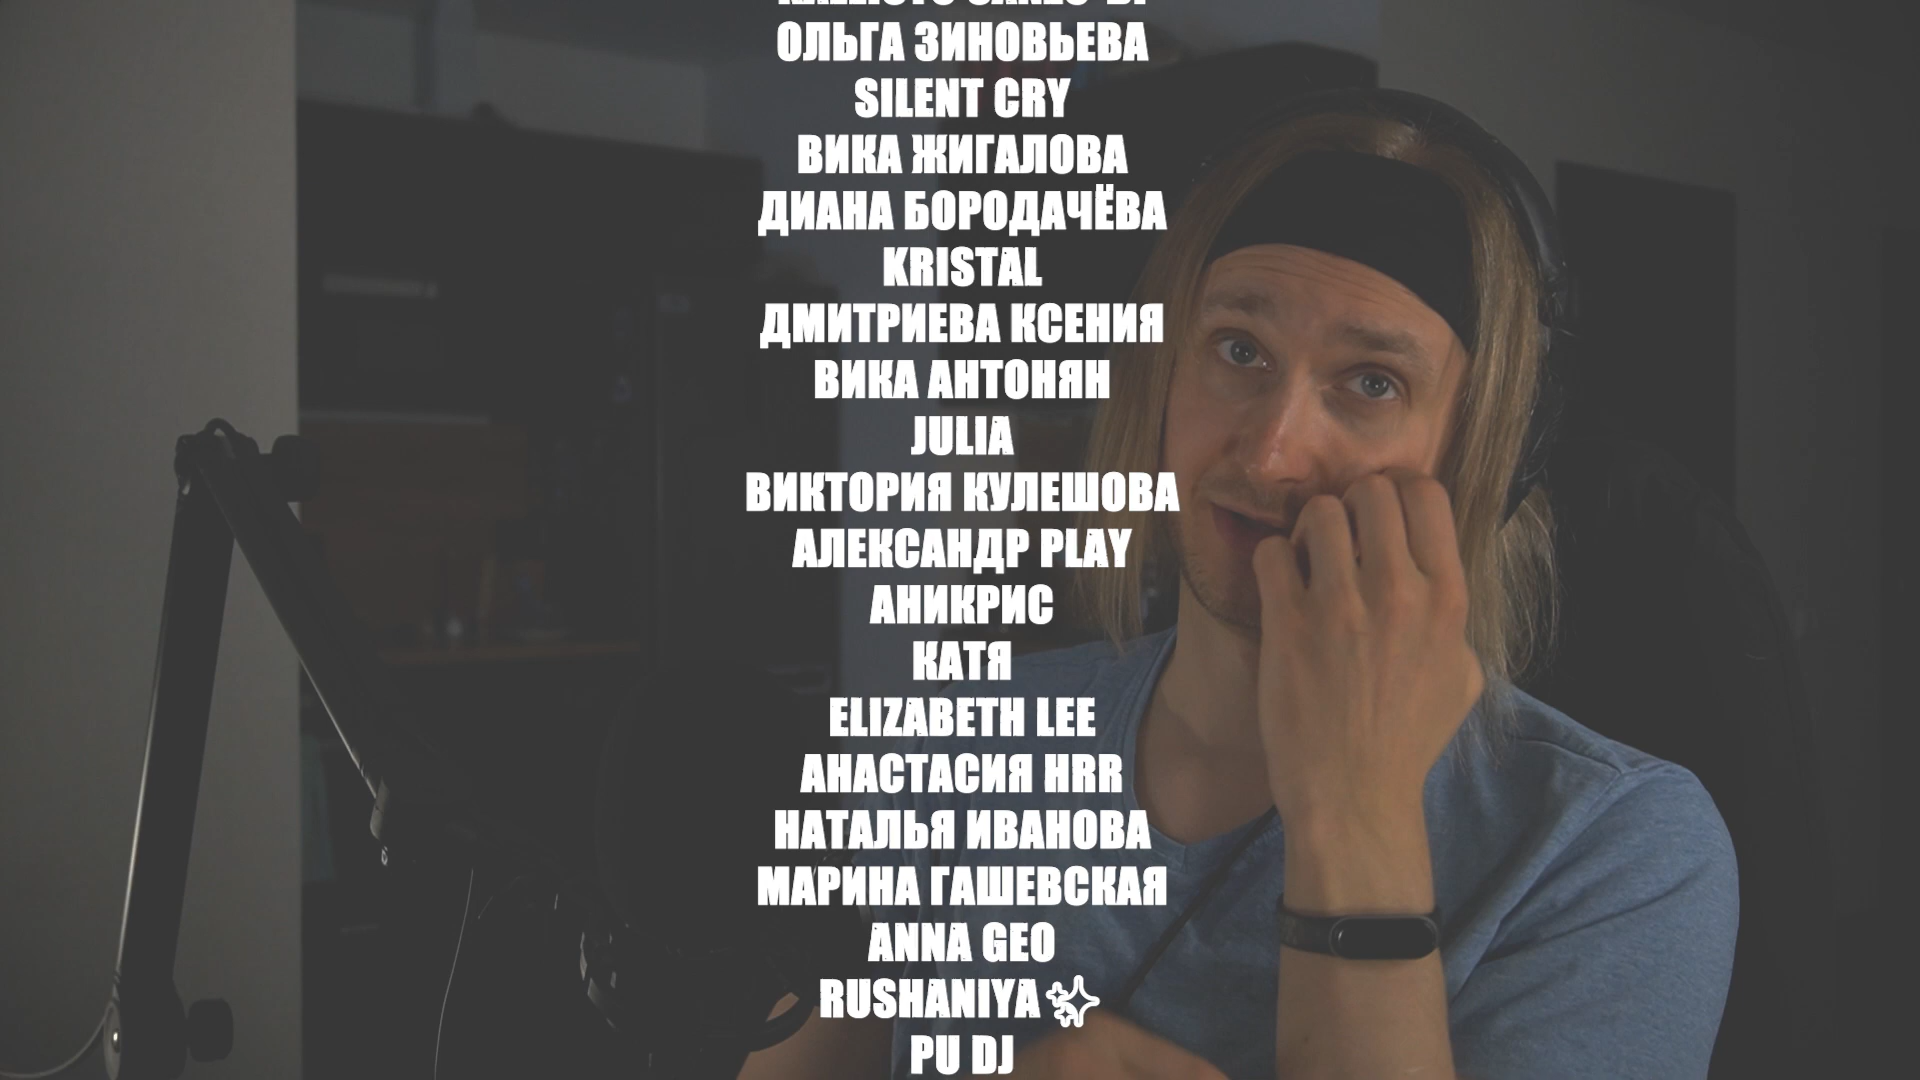 ОЛЬГА ЗИНОВЬЕВА
SILENT CRY
ВИКА ЖИГАЛОВА
ДИАНА БОРОДАЧЁВА
KRISTAL
ДМИТРИЕВА КСЕНИЯ
ВИКА АНТОНЯН
JULIA
ВИКТОРИЯ КУЛЕШОВА
АЛЕКСАНДР PLAY
АНИКРИС
КАТЯ
ELIZABETH LEE
АНАСТАСИЯ HRR
НАТАЛЬЯ ИВАНОВА
МАРИНА ГАШЕВСКАЯ
ANNA GEO
RUSHANIYA✨
PU DJ